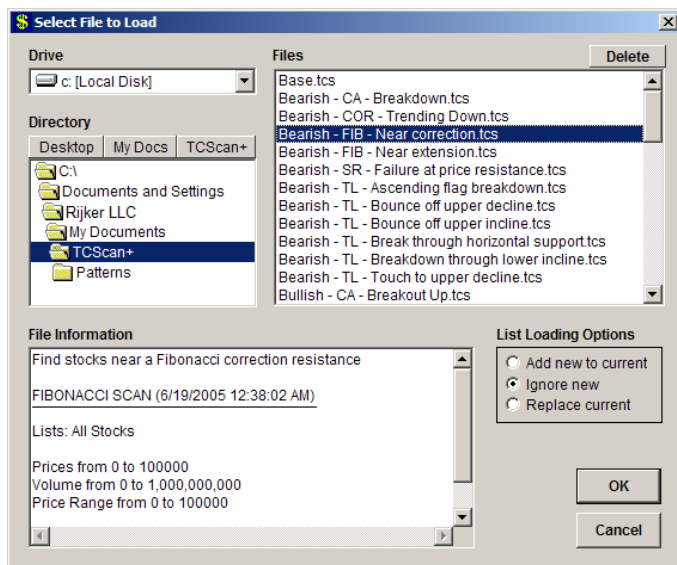 Select File to Load
Drive
c: [Local Disk]
Directory
Desktop My Docs TCScan+
C:\
Documents and Settings
Rijker LLC
My Documents
TCScan+
Patterns
Files
Delete
Base.tcs
Bearish - CA - Breakdown.tcs
Bearish - COR - Trending Down.tcs
Bearish - FIB - Near correction.tcs
Bearish - FIB - Near extension.tcs
Bearish - SR - Failure at price resistance.tcs
Bearish - TL - Ascending flag breakdown.tcs
Bearish - TL - Bounce off upper decline.tcs
Bearish - TL - Bounce off upper incline.tcs
Bearish - TL - Break through horizontal support.tcs
Bearish - TL - Breakdown through lower incline.tcs
Bearish - TL - Touch to upper decline.tcs
Bullish - CA - Breakout Up.tcs
File Information
Find stocks near a Fibonacci correction resistance
FIBONACCI SCAN (6/19/2005 12:38:02 AM)
Lists: All Stocks
Prices from 0 to 100000
Volume from 0 to 1,000,000,000
Price Range from 0 to 100000
List Loading Options
Add new to current
Ignore new
Replace current
OK
Cancel